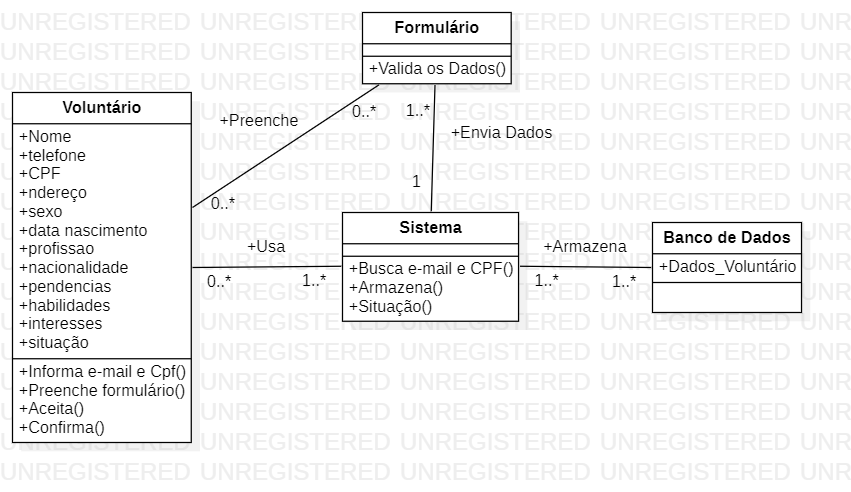 Formulário
+Valida os Dados()
Voluntário
+Nome
+telefone
+CPF
+ndereço
+sexo
+data nascimento
+profissao
+nacionalidade
+pendencias
+habilidades
+interesses
+situação
+Informa e-mail e Cpf()
+Preenche formulário()
+Aceita()
+Confirma()
+Preenche
0..*
0..*
1..*
+Envia Dados
1
Sistema
+Busca e-mail e CPF()
+Armazena()
+Situação()
+Usa
0..*
1..*
+Armazena
1..*
1..*
Banco de Dados
+Dados_Voluntário
UNREGISTERED UNREGISTERED UNREGISTERED UNREGISTERED UNR